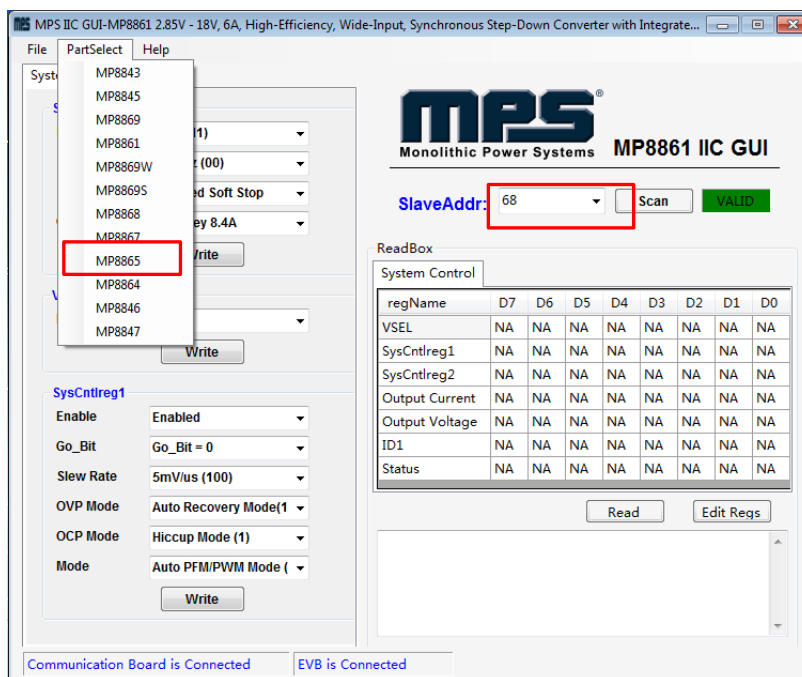 MPS IIC GUI-MP8861 2.85V - 18V, 6A, High-Efficiency, Wide-Input, Synchronous Step-Down Converter with Integrate...
File PartSelect Help
Syst
MP8843
MP8845
MP8869
MP8861
MP8869W
MP8869S
MP8868
MP8867
MP8865
MP8864
MP8846
MP8847
S
1)
z (00)
ed Soft Stop
ey 8.4A
Write
V
Write
SysCntlreg1
Enable Enabled
Go_Bit Go_Bit = 0
Slew Rate 5mV/us (100)
OVP Mode Auto Recovery Mode(1
OCP Mode Hiccup Mode (1)
Mode Auto PFM/PWM Mode (
Write
mps®
Monolithic Power Systems MP8861 IIC GUI
SlaveAddr: 68 Scan VALID
ReadBox
System Control
regName D7 D6 D5 D4 D3 D2 D1 D0
VSEL NA NA NA NA NA NA NA NA
SysCntlreg1 NA NA NA NA NA NA NA NA
SysCntlreg2 NA NA NA NA NA NA NA NA
Output Current NA NA NA NA NA NA NA NA
Output Voltage NA NA NA NA NA NA NA NA
ID1 NA NA NA NA NA NA NA NA
Status NA NA NA NA NA NA NA NA
Read Edit Regs
Communication Board is Connected EVB is Connected